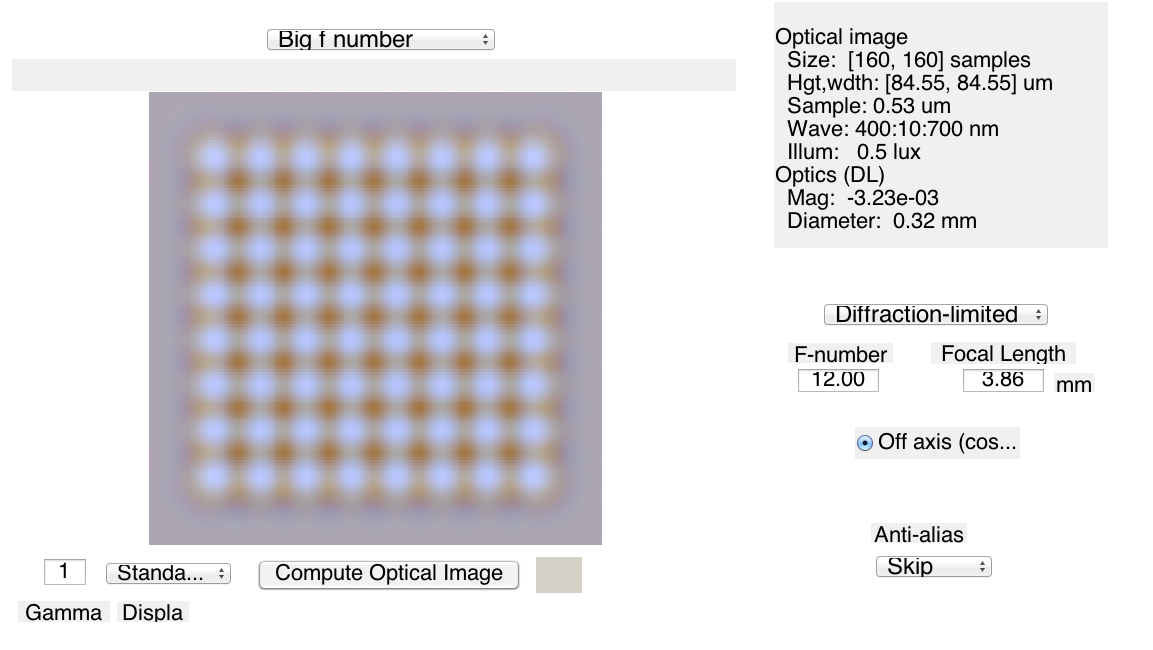 Big f number
Optical image
Size: [160, 160] samples
Hgt,wdth: [84.55, 84.55] um
Sample: 0.53 um
Wave: 400:10:700 nm
Illum: 0.5 lux
Optics (DL)
Mag: -3.23e-03
Diameter: 0.32 mm
Diffraction-limited
F-number
Focal Length
12.00
3.86
mm
Off axis (cos...
Anti-alias
Skip
1
Standa...
Compute Optical Image
Gamma
Displa